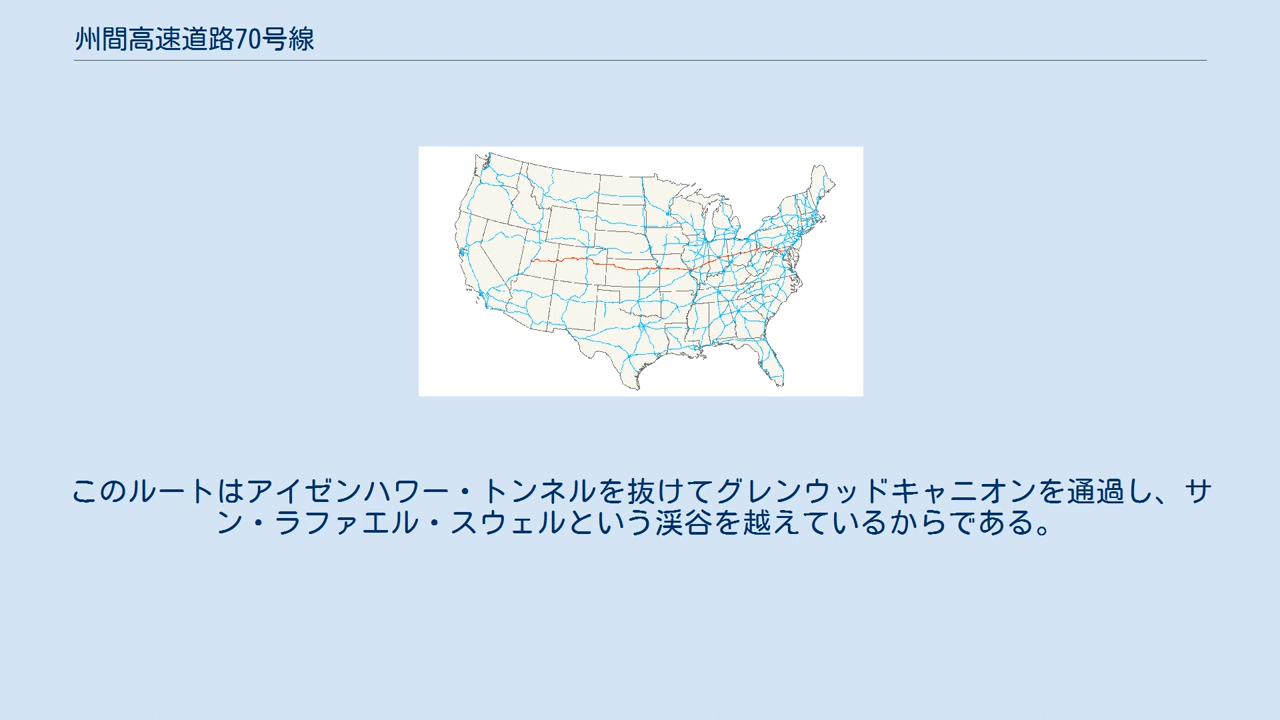 州間高速道路70号線
このルートはアイゼンハワー・トンネルを抜けてグレンウッドキャニオンを通過し、サ
ン・ラファエル・スウェルという渓谷を越えているからである。